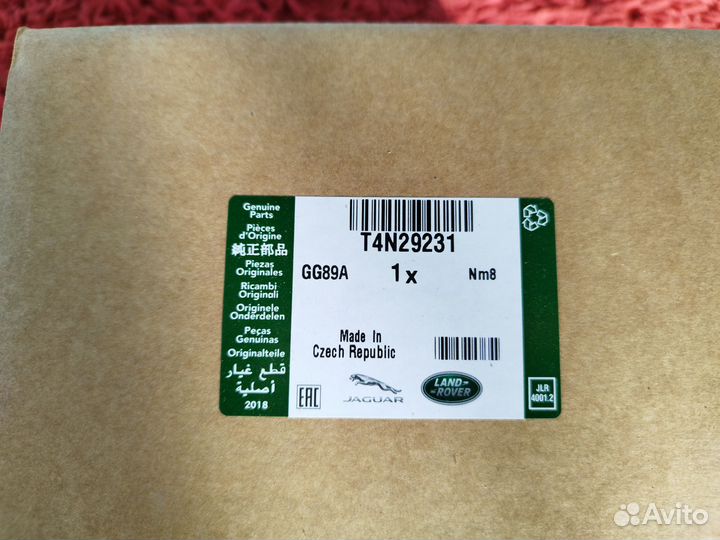 Genuine
Parts
Pièces
d'Origine
純正部品
Piezas
Originales
Ricambi
Originali
Originele
Onderdelen
Peças
Genuínas
Originalteile
قطع غيار
أصلية
2018
T4N29231
GG89A 1x Nm8
Made In
Czech Republic
EAC
JAGUAR
LAND-
-ROVER
JLR
4001.2
Avito